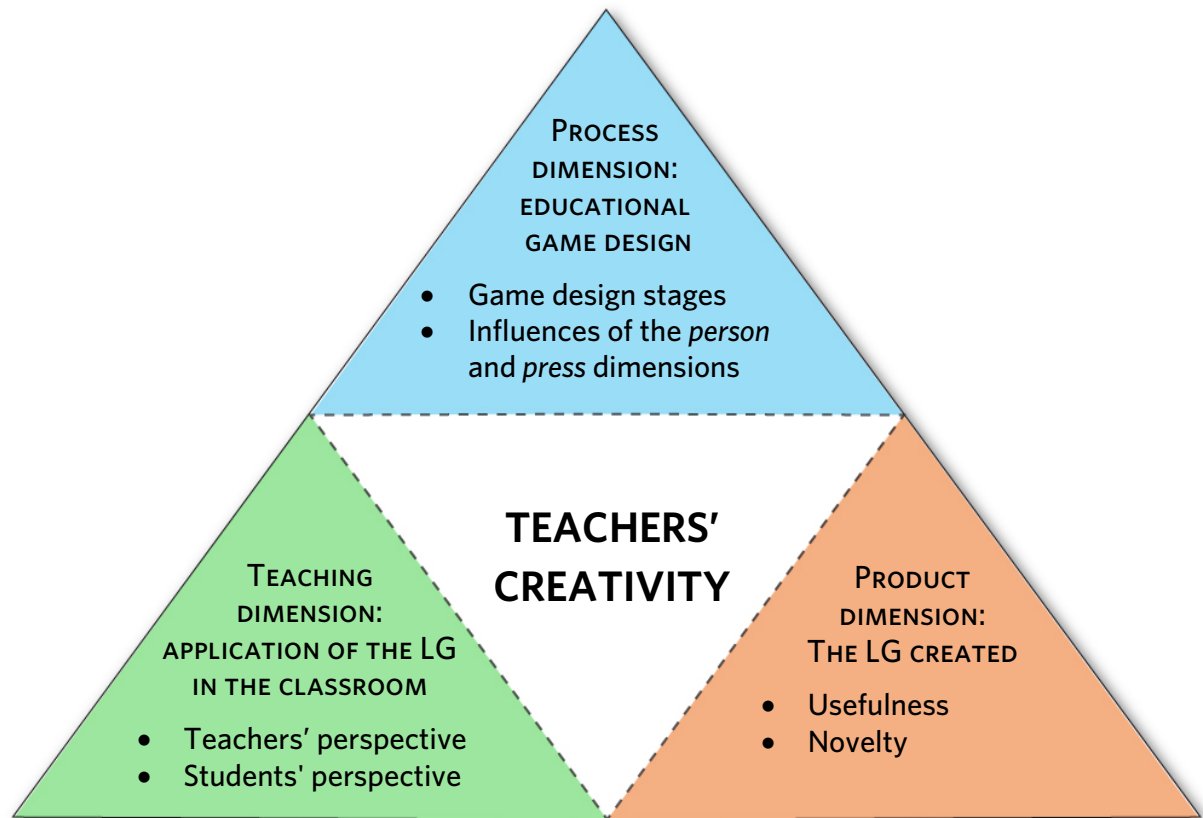 PROCESS
DIMENSION:
EDUCATIONAL
GAME DESIGN
• Game design stages
• Influences of the person
and press dimensions
TEACHERS’
CREATIVITY
TEACHING
DIMENSION:
APPLICATION OF THE LG
IN THE CLASSROOM
• Teachers’ perspective
• Students' perspective
PRODUCT
DIMENSION:
THE LG CREATED
• Usefulness
• Novelty